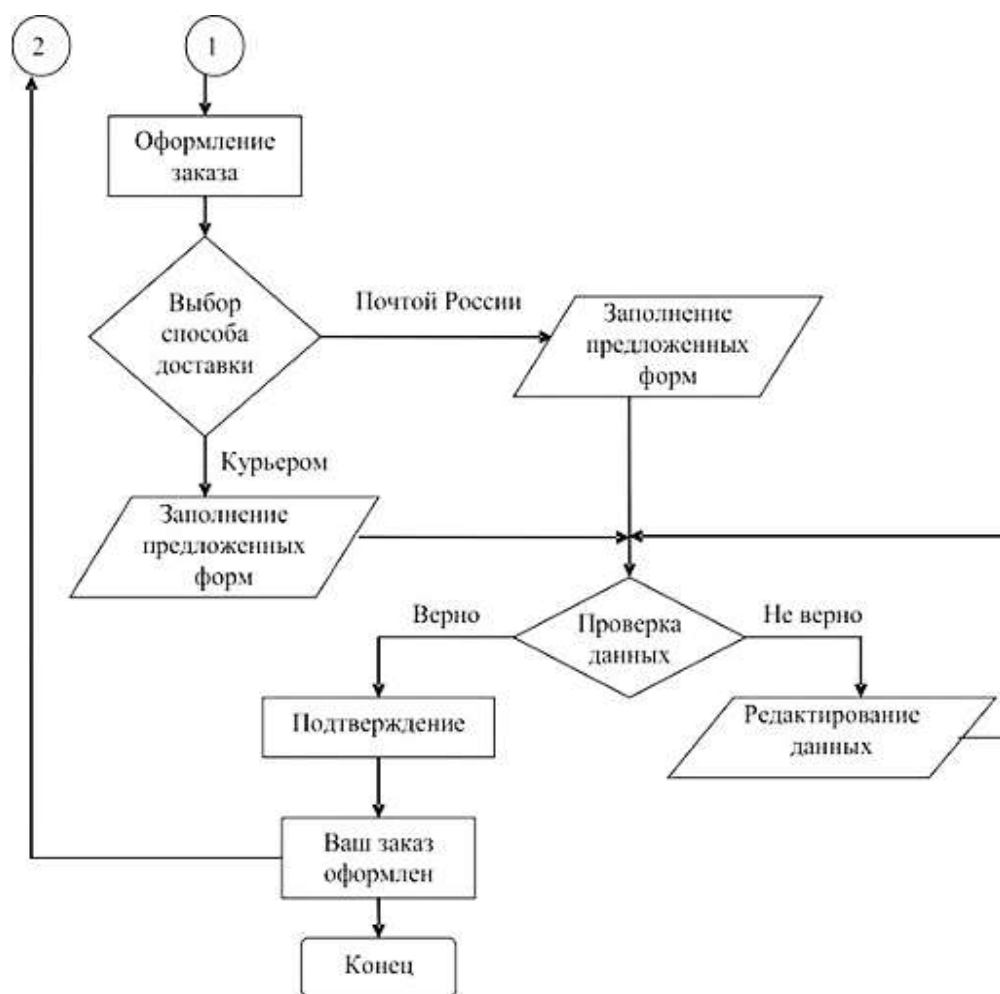 2
1
Оформление
заказа
Выбор
способа
доставки
Почтой России
Заполнение
предложенных
форм
Курьером
Заполнение
предложенных
форм
Проверка
данных
Верно
Не верно
Подтверждение
Редактирование
данных
Ваш заказ
оформлен
Конец